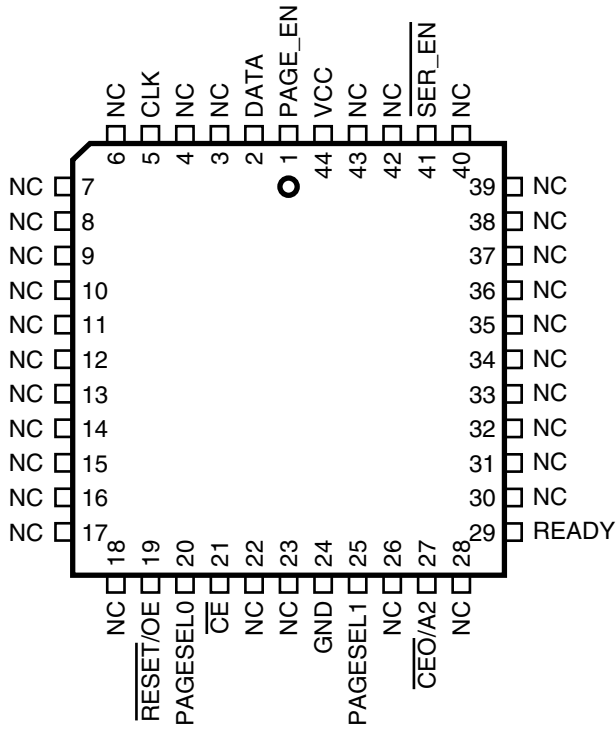 NC
CLK
NC
NC
DATA
PAGE_EN
VCC
NC
NC
SER_EN
NC
6
5
4
3
2
1
44
43
42
41
40
NC 7
NC 8
NC 9
NC 10
NC 11
NC 12
NC 13
NC 14
NC 15
NC 16
NC 17
39 NC
38 NC
37 NC
36 NC
35 NC
34 NC
33 NC
32 NC
31 NC
30 NC
29 READY
18
19
20
21
22
23
24
25
26
27
28
NC
RESET/OE
PAGESEL0
CE
NC
NC
GND
PAGESEL1
NC
CEO/A2
NC